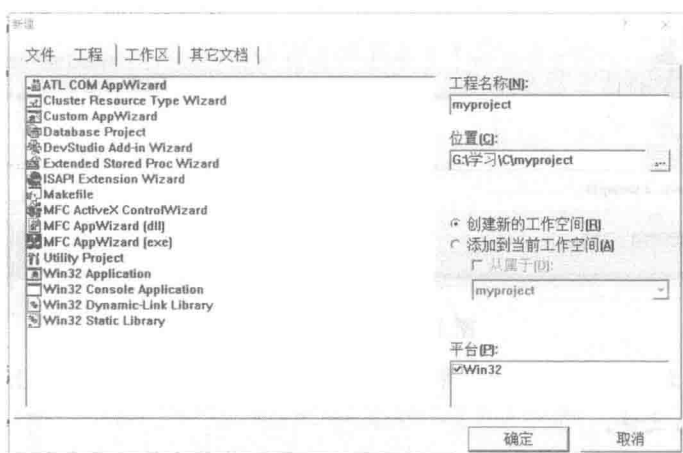 新建
文件 工程 工作区 其它文档
ATL COM AppWizard
Cluster Resource Type Wizard
Custom AppWizard
Database Project
DevStudio Add-in Wizard
Extended Stored Proc Wizard
ISAPI Extension Wizard
Makefile
MFC ActiveX ControlWizard
MFC AppWizard (dll)
MFC AppWizard (exe)
Utility Project
Win32 Application
Win32 Console Application
Win32 Dynamic-Link Library
Win32 Static Library
工程名称(N):
myproject
位置(C):
G:\学习\C\myproject ...
创建新的工作空间(R)
添加到当前工作空间(A)
从属于(D):
myproject
平台(P):
Win32
确定 取消